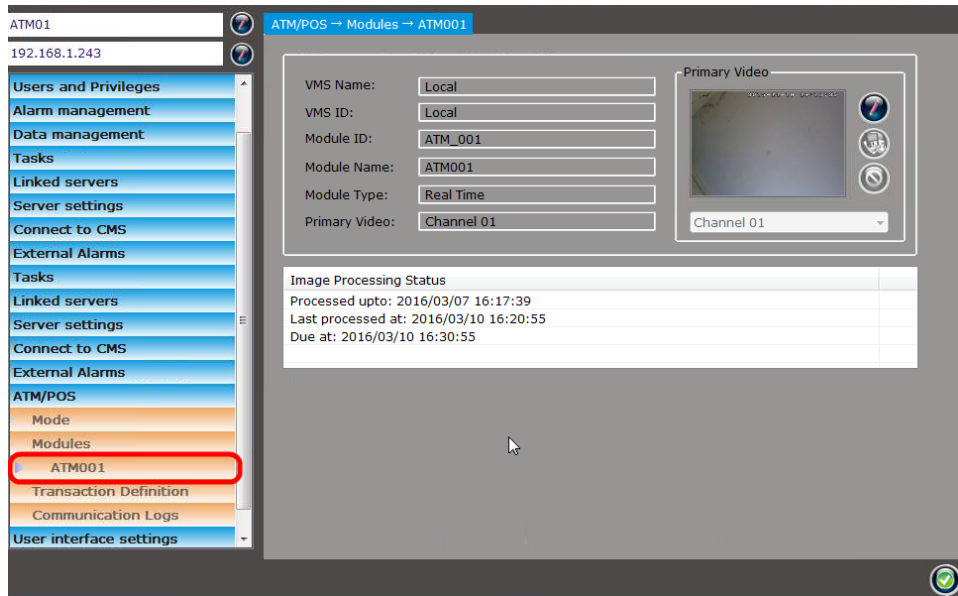 ATM01
192.168.1.243
Users and Privileges
Alarm management
Data management
Tasks
Linked servers
Server settings
Connect to CMS
External Alarms
Tasks
Linked servers
Server settings
Connect to CMS
External Alarms
ATM/POS
Mode
Modules
ATM001
Transaction Definition
Communication Logs
User interface settings
ATM/POS → Modules → ATM001
VMS Name: Local
VMS ID: Local
Module ID: ATM_001
Module Name: ATM001
Module Type: Real Time
Primary Video: Channel 01
Primary Video
Channel 01
Image Processing Status
Processed upto: 2016/03/07 16:17:39
Last processed at: 2016/03/10 16:20:55
Due at: 2016/03/10 16:30:55